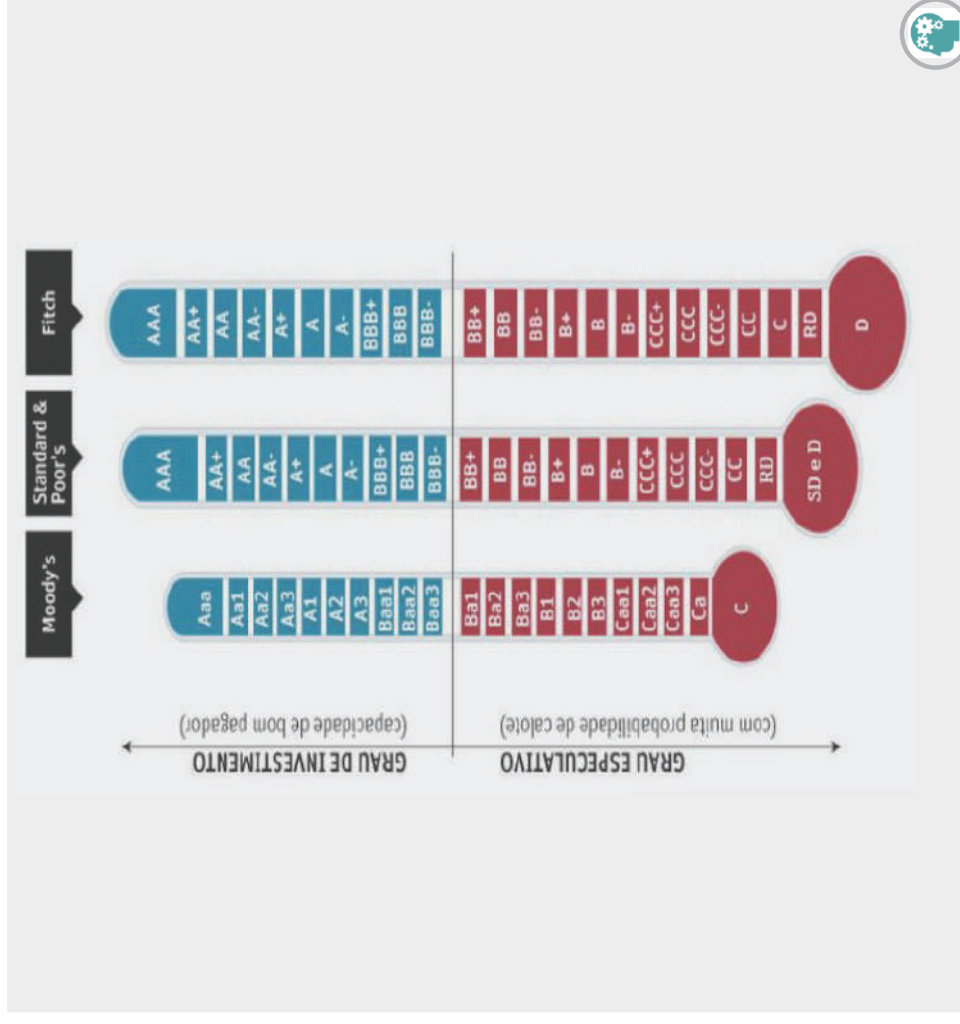 Moody's
Standard &
Poor's
Fitch
GRAU DE INVESTIMENTO
(capacidade de bom pagador)
GRAU ESPECULATIVO
(com muita probabilidade de calote)
Aaa
Aa1
Aa2
Aa3
A1
A2
A3
Baa1
Baa2
Baa3
Ba1
Ba2
Ba3
B1
B2
B3
Caa1
Caa2
Caa3
Ca
C
AAA
AA+
AA
AA-
A+
A
A-
BBB+
BBB
BBB-
BB+
BB
BB-
B+
B
B-
CCC+
CCC
CCC-
CC
RD
SD e D
AAA
AA+
AA
AA-
A+
A
A-
BBB+
BBB
BBB-
BB+
BB
BB-
B+
B
B-
CCC+
CCC
CCC-
CC
C
RD
D